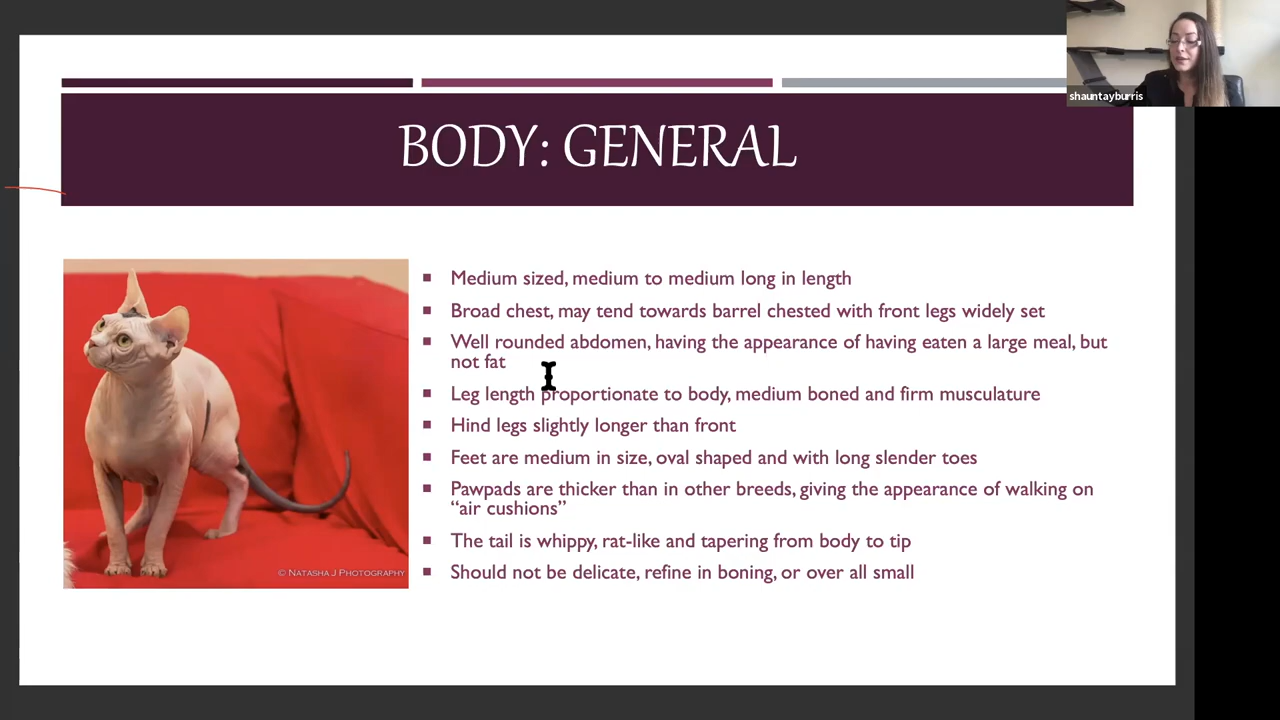 shauntayburris
BODY: GENERAL
■ Medium sized, medium to medium long in length
■ Broad chest, may tend towards barrel chested with front legs widely set
■ Well rounded abdomen, having the appearance of having eaten a large meal, but
not fat
■ Leg length proportionate to body, medium boned and firm musculature
■ Hind legs slightly longer than front
■ Feet are medium in size, oval shaped and with long slender toes
■ Pawpads are thicker than in other breeds, giving the appearance of walking on
“air cushions”
■ The tail is whippy, rat-like and tapering from body to tip
■ Should not be delicate, refine in boning, or over all small
© NATASHA J PHOTOGRAPHY